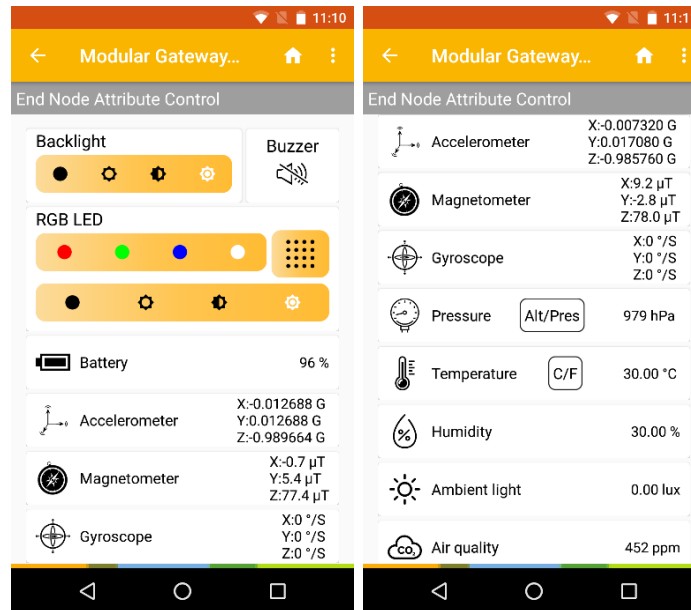 11:10
Modular Gateway...
End Node Attribute Control
Backlight
Buzzer
RGB LED
Battery
96 %
Accelerometer
X:-0.012688 G
Y:0.012688 G
Z:-0.989664 G
Magnetometer
X:-0.7 µT
Y:5.4 µT
Z:77.4 µT
Gyroscope
X:0 °/S
Y:0 °/S
Z:0 °/S
11:1
Modular Gateway...
End Node Attribute Control
Accelerometer
X:-0.007320 G
Y:0.017080 G
Z:-0.985760 G
Magnetometer
X:9.2 µT
Y:-2.8 µT
Z:78.0 µT
Gyroscope
X:0 °/S
Y:0 °/S
Z:0 °/S
Pressure
Alt/Pres
979 hPa
Temperature
C/F
30.00 °C
%
Humidity
30.00 %
Ambient light
0.00 lux
CO₂
Air quality
452 ppm